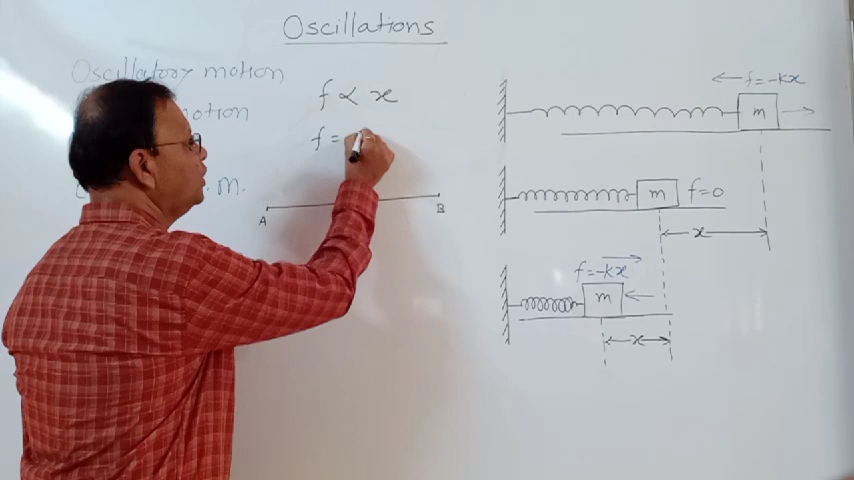 Oscillations
Oscillatory motion
motion
m.
f ∝ x
f =
A
B
f = -kx
m
m
f = 0
x
f = -kx
m
x